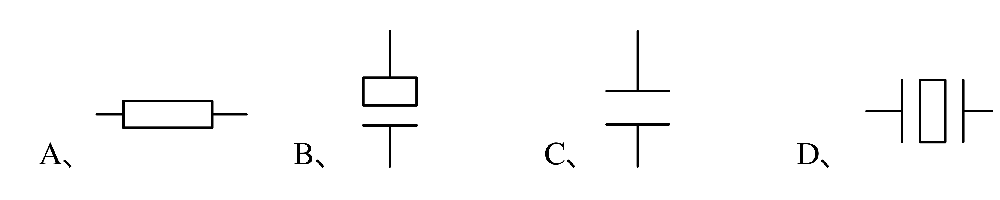 A、 B、 C、 D、